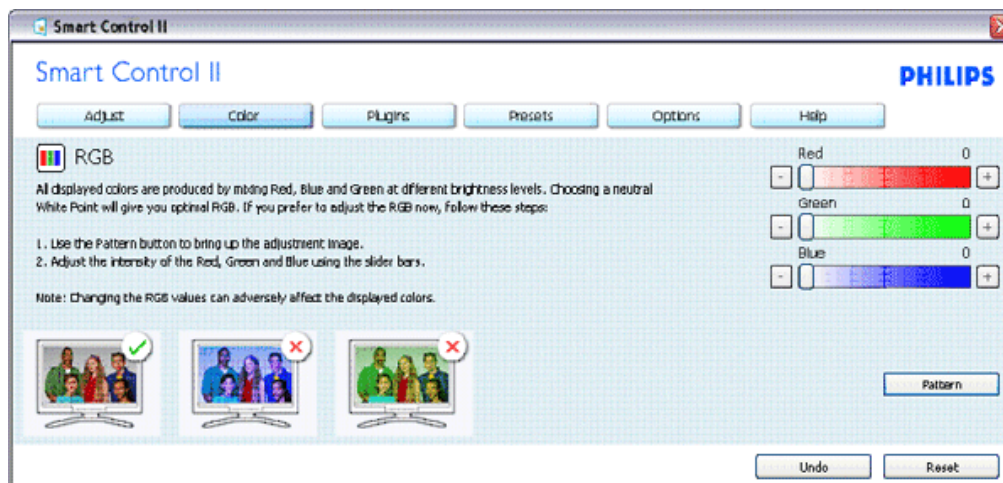 Smart Control II
Smart Control II
PHILIPS
Adjust Color Plugins Presets Options Help
RGB
All displayed colors are produced by mixing Red, Blue and Green at different brightness levels. Choosing a neutral
White Point will give you optimal RGB. If you prefer to adjust the RGB now, follow these steps:
1. Use the Pattern button to bring up the adjustment image.
2. Adjust the intensity of the Red, Green and Blue using the slider bars.
Note: Changing the RGB values can adversely affect the displayed colors.
Red 0
- +
Green 0
- +
Blue 0
- +
Pattern
Undo Reset